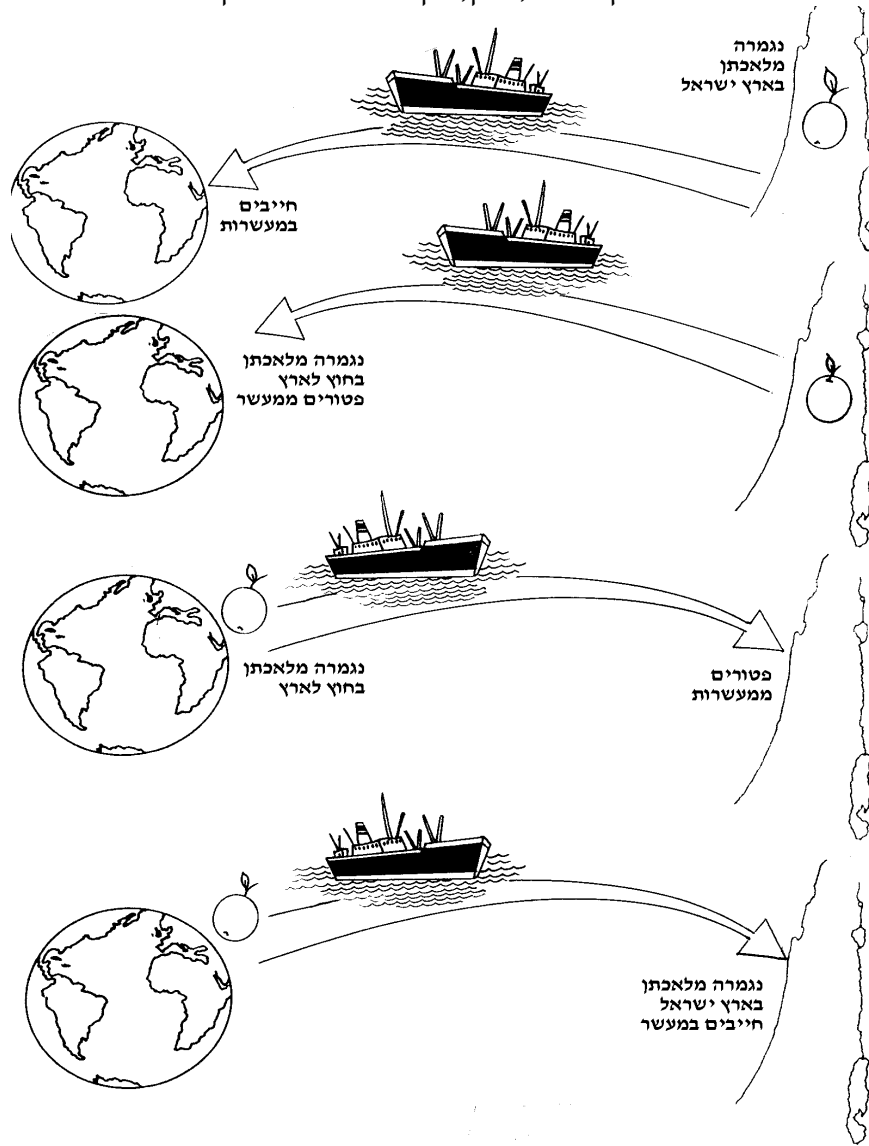 נגמרה
מלאכתן
בארץ ישראל
חייבים
במעשרות
נגמרה מלאכתן
בחוץ לארץ
פטורים ממעשר
נגמרה מלאכתן
בחוץ לארץ
פטורים
ממעשרות
נגמרה מלאכתן
בארץ ישראל
חייבים במעשר